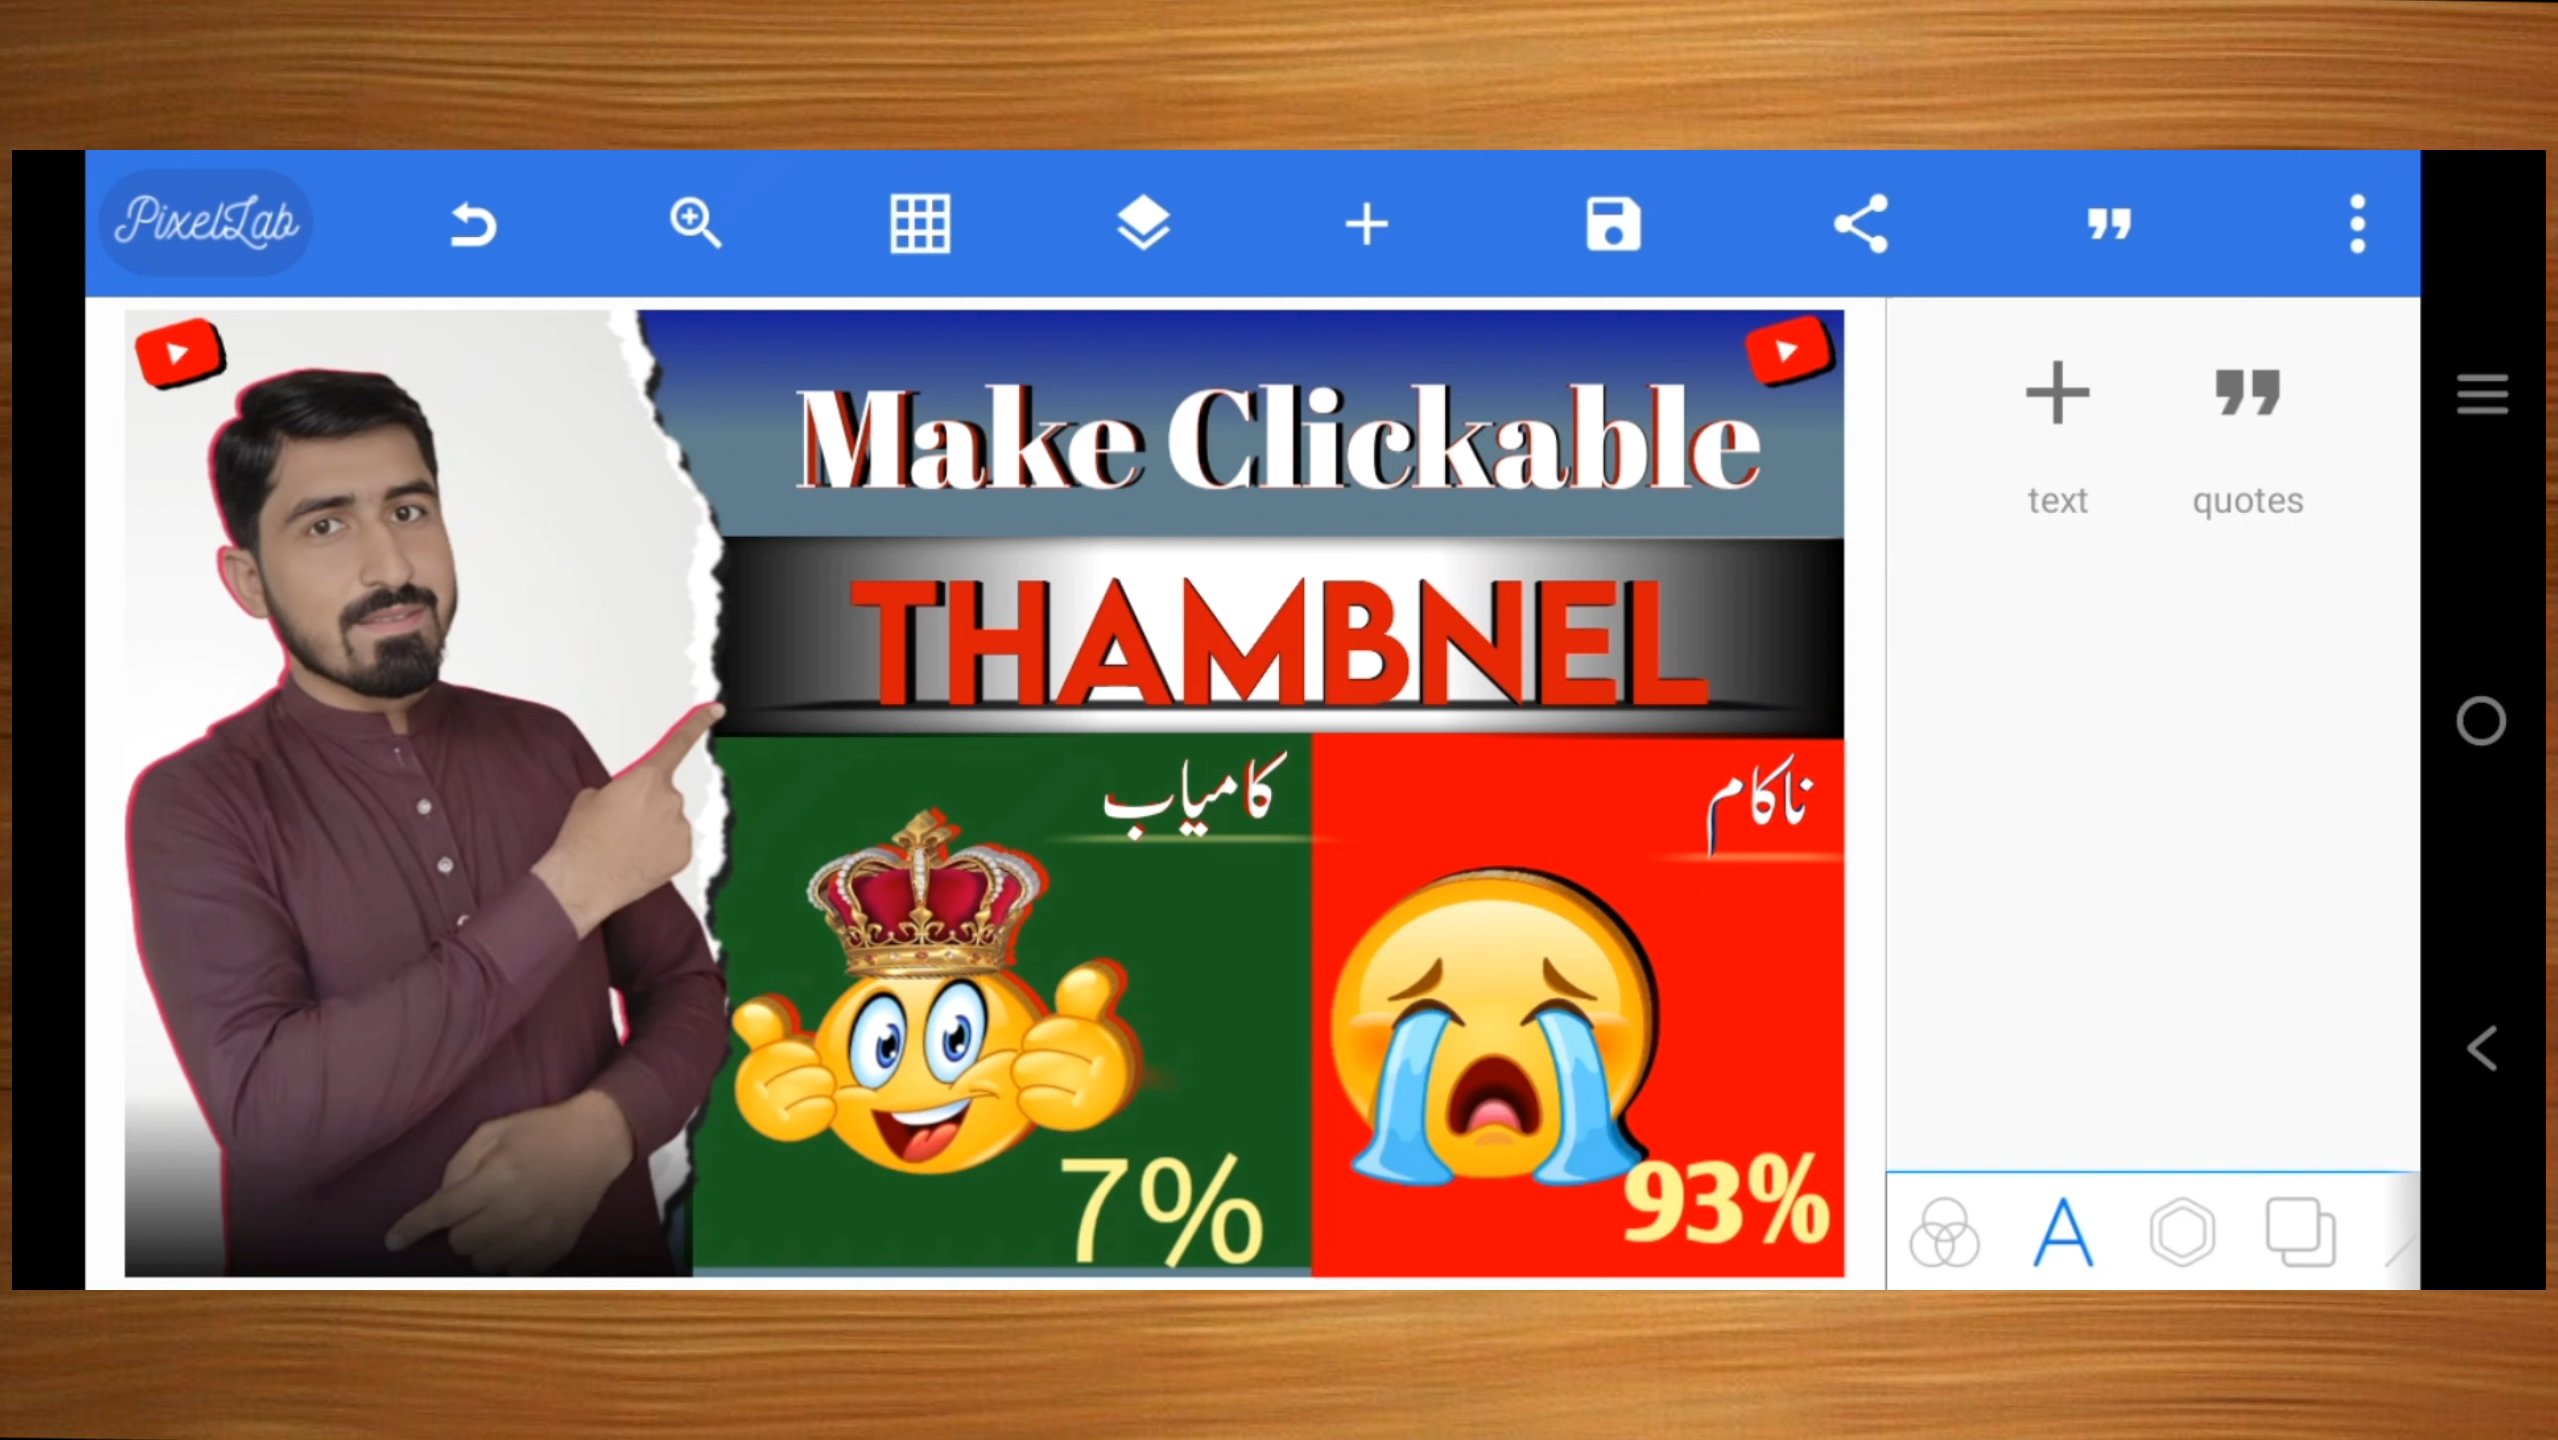 PixelLab
Make Clickable
THAMBNEL
کامیاب
ناکام
7%
93%
text
quotes